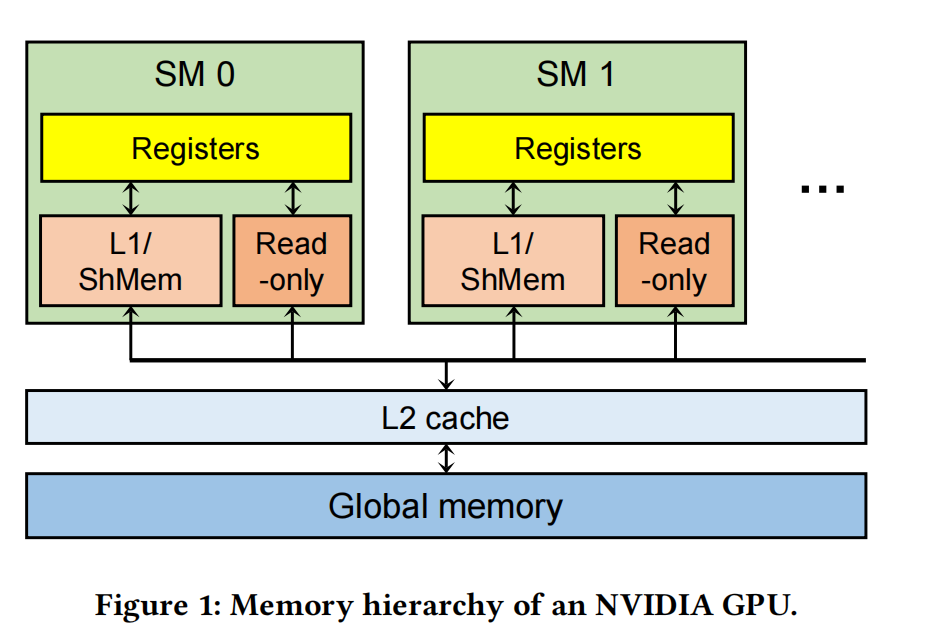 SM 0
SM 1
Registers
Registers
...
L1/
ShMem
Read
-only
L1/
ShMem
Read
-only
L2 cache
Global memory
Figure 1: Memory hierarchy of an NVIDIA GPU.